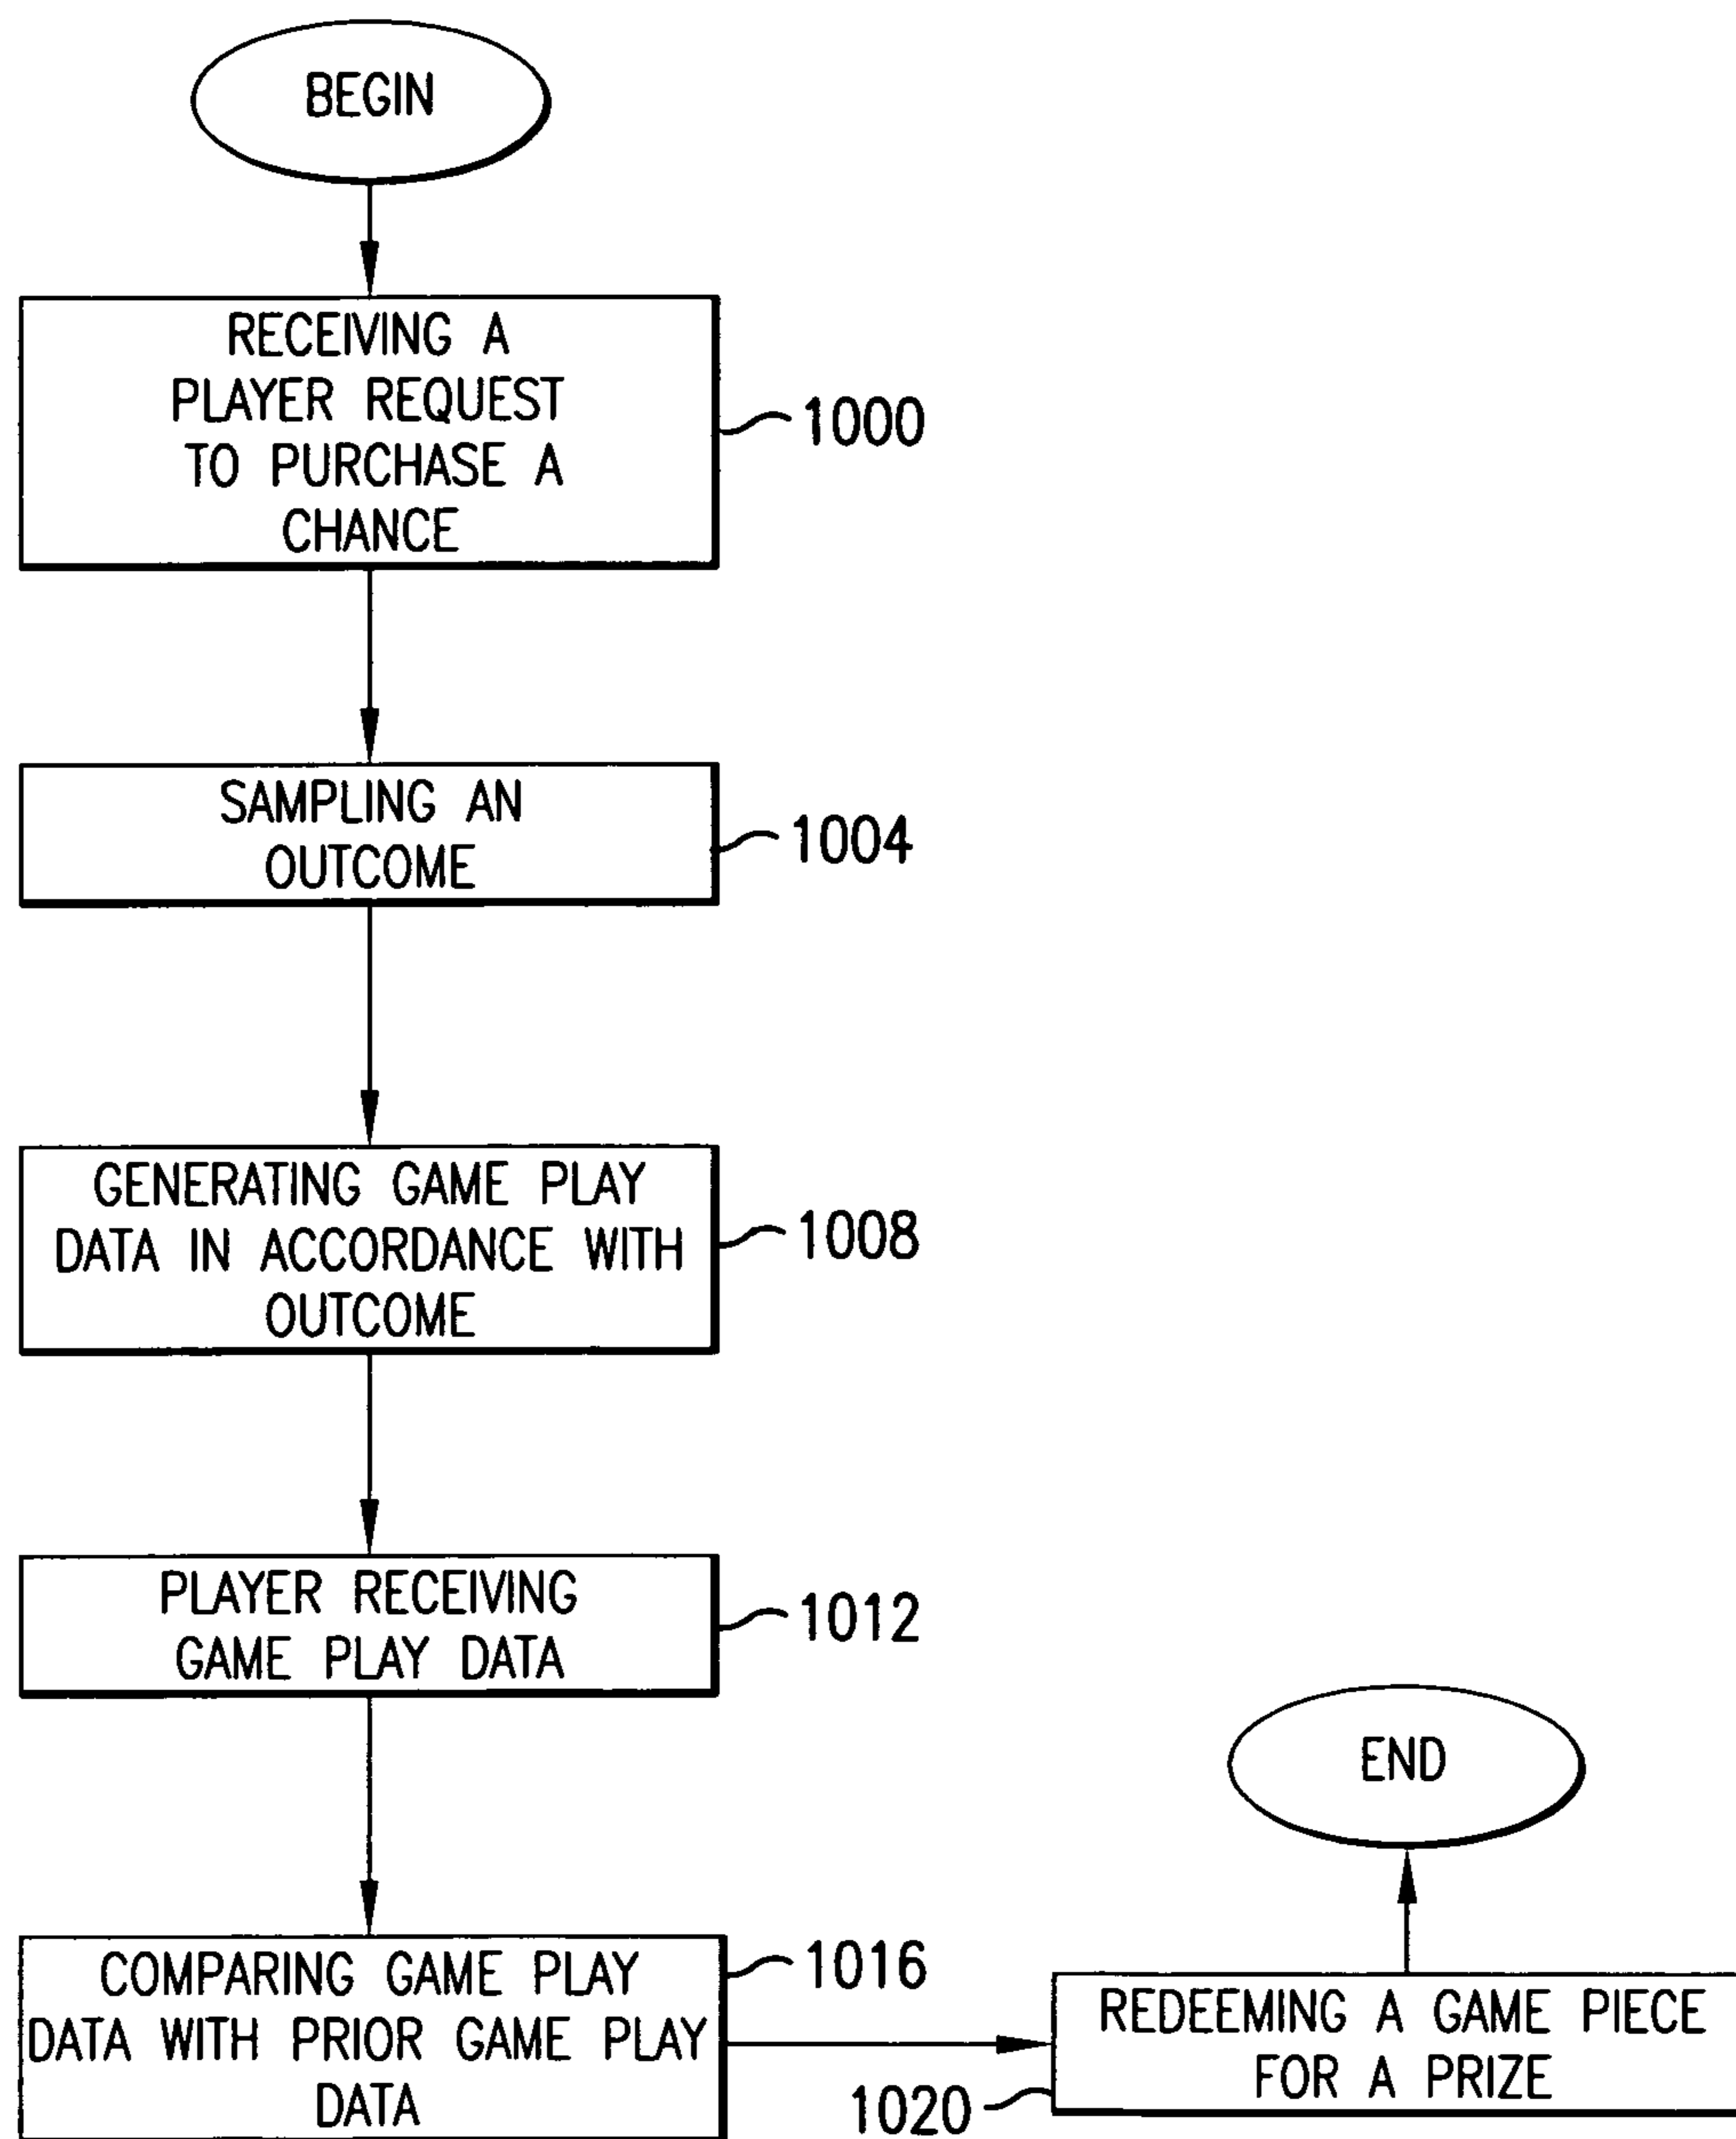 BEGIN
RECEIVING A
PLAYER REQUEST
TO PURCHASE A
CHANCE
1000
SAMPLING AN
OUTCOME
1004
GENERATING GAME PLAY
DATA IN ACCORDANCE WITH
OUTCOME
1008
PLAYER RECEIVING
GAME PLAY DATA
1012
COMPARING GAME PLAY
DATA WITH PRIOR GAME PLAY
DATA
1016
REDEEMING A GAME PIECE
FOR A PRIZE
1020
END